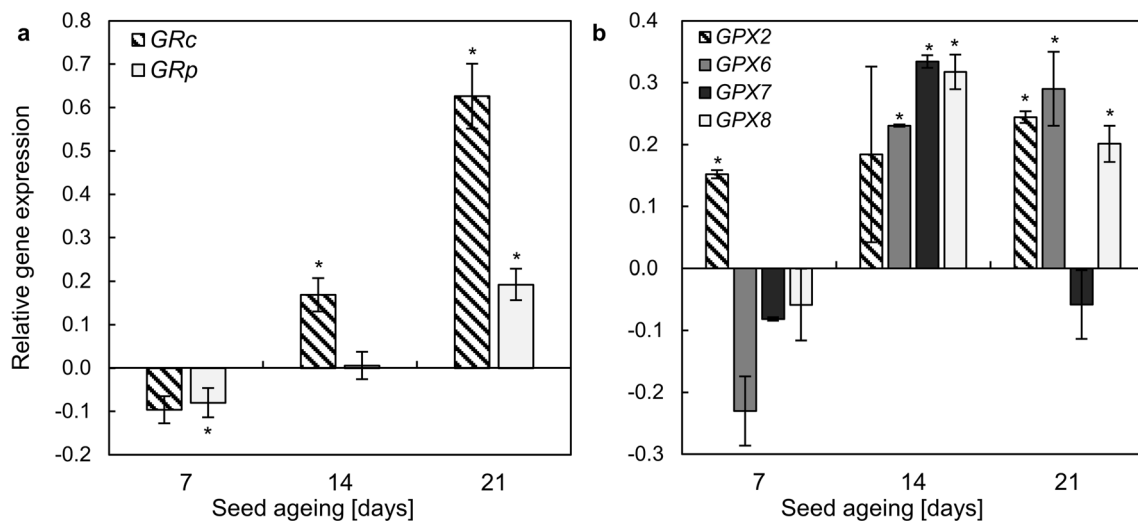 a
GRc
GRp
Relative gene expression
0.8
0.7
0.6
0.5
0.4
0.3
0.2
0.1
0.0
-0.1
-0.2
* * * *
7 14 21
Seed ageing [days]
b
GPX2
GPX6
GPX7
GPX8
0.4
0.3
0.2
0.1
0.0
-0.1
-0.2
-0.3
* * * * * * *
7 14 21
Seed ageing [days]